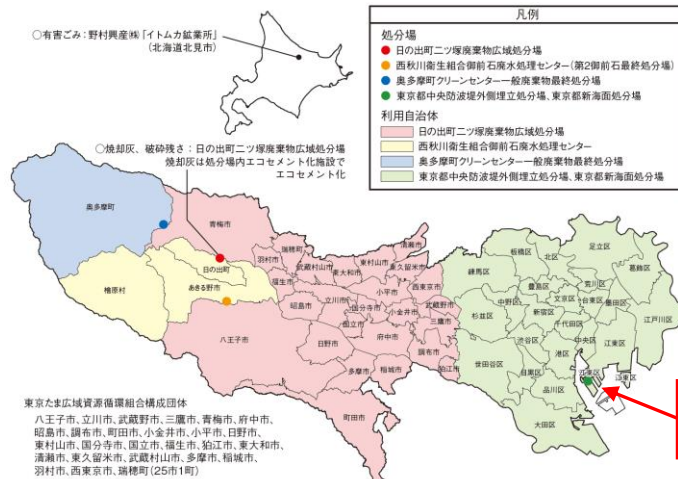 ○有害ごみ：野村興産㈱「イトムカ鉱業所」
（北海道北見市）
凡例
処分場
日の出町二ツ塚廃棄物広域処分場
西秋川衛生組合御前石廃水処理センター（第2御前石最終処分場）
奥多摩町クリーンセンター一般廃棄物最終処分場
東京都中央防波堤外側埋立処分場、東京都新海面処分場
利用自治体
日の出町二ツ塚廃棄物広域処分場
西秋川衛生組合御前石廃水処理センター
奥多摩町クリーンセンター一般廃棄物最終処分場
東京都中央防波堤外側埋立処分場、東京都新海面処分場
○焼却灰、破砕残さ：日の出町二ツ塚廃棄物広域処分場
焼却灰は処分場内エコセメント化施設で
エコセメント化
奥多摩町
青梅市
日の出町
檜原村
あきる野市
八王子市
羽村市
瑞穂町
福生市
武蔵村山市
昭島市
立川市
東大和市
東村山市
清瀬市
東久留米市
小平市
西東京市
国分寺市
国立市
小金井市
武蔵野市
三鷹市
日野市
府中市
調布市
狛江市
多摩市
稲城市
町田市
練馬区
板橋区
北区
足立区
葛飾区
豊島区
荒川区
中野区
文京区
台東区
墨田区
杉並区
新宿区
江戸川区
千代田区
渋谷区
中央区
江東区
世田谷区
港区
目黒区
品川区
大田区
江東区
江東区
東京たま広域資源循環組合構成団体
八王子市、立川市、武蔵野市、三鷹市、青梅市、府中市、
昭島市、調布市、町田市、小金井市、小平市、日野市、
東村山市、国分寺市、国立市、福生市、狛江市、東大和市、
清瀬市、東久留米市、武蔵村山市、多摩市、稲城市、
羽村市、西東京市、瑞穂町（25市1町）